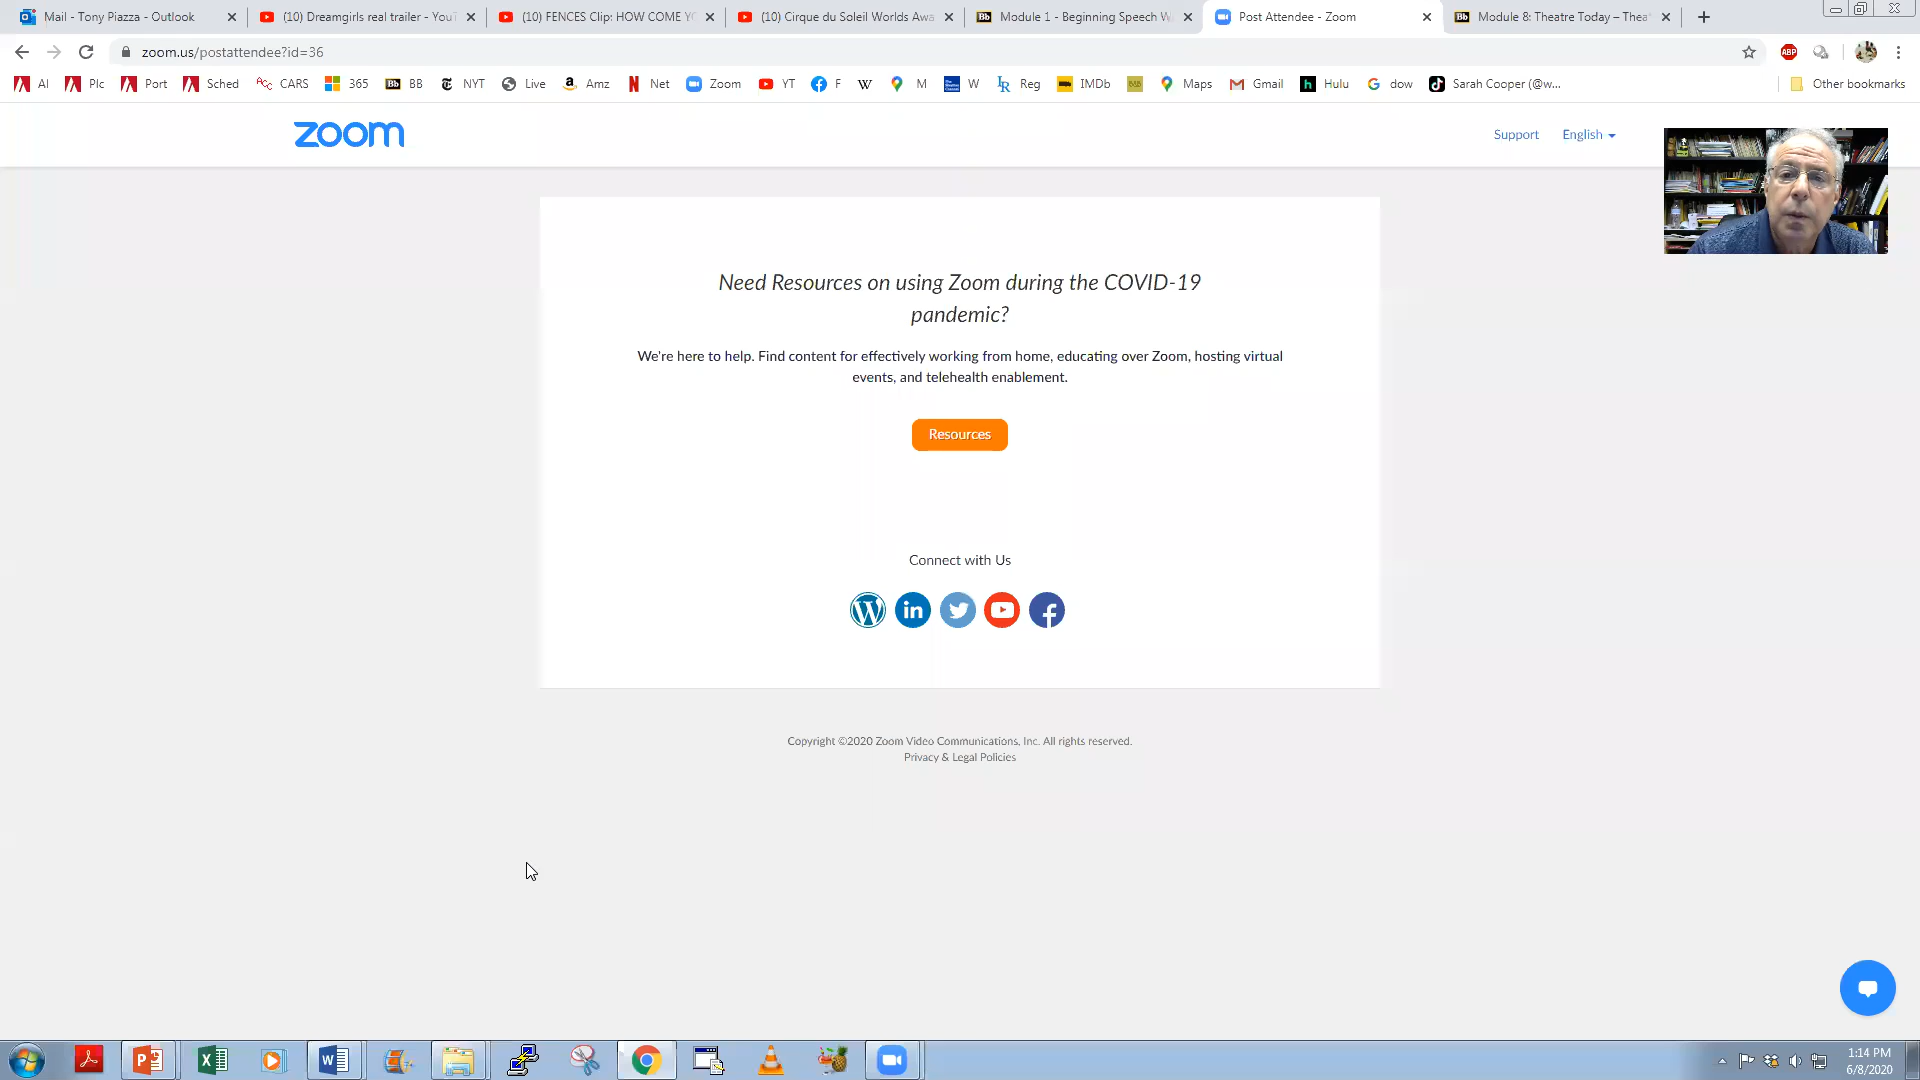 Mail - Tony Piazza - Outlook
(10) Dreamgirls real trailer - YouT
(10) FENCES Clip: HOW COME Y
(10) Cirque du Soleil Worlds Awa
Bb Module 1 - Beginning Speech W
Post Attendee - Zoom
Bb Module 8: Theatre Today – Thea
zoom.us/postattendee?id=36
ABP
AI
Plc
Port
Sched
CARS
365
Bb BB
NYT
Live
Amz
Net
Zoom
YT
F
W
M
W
LR Reg
IMDb
Maps
Gmail
h Hulu
G dow
Sarah Cooper (@w...
Other bookmarks
zoom
Support
English
Need Resources on using Zoom during the COVID-19
pandemic?
We're here to help. Find content for effectively working from home, educating over Zoom, hosting virtual
events, and telehealth enablement.
Resources
Connect with Us
Copyright ©2020 Zoom Video Communications, Inc. All rights reserved.
Privacy & Legal Policies
1:14 PM
6/8/2020